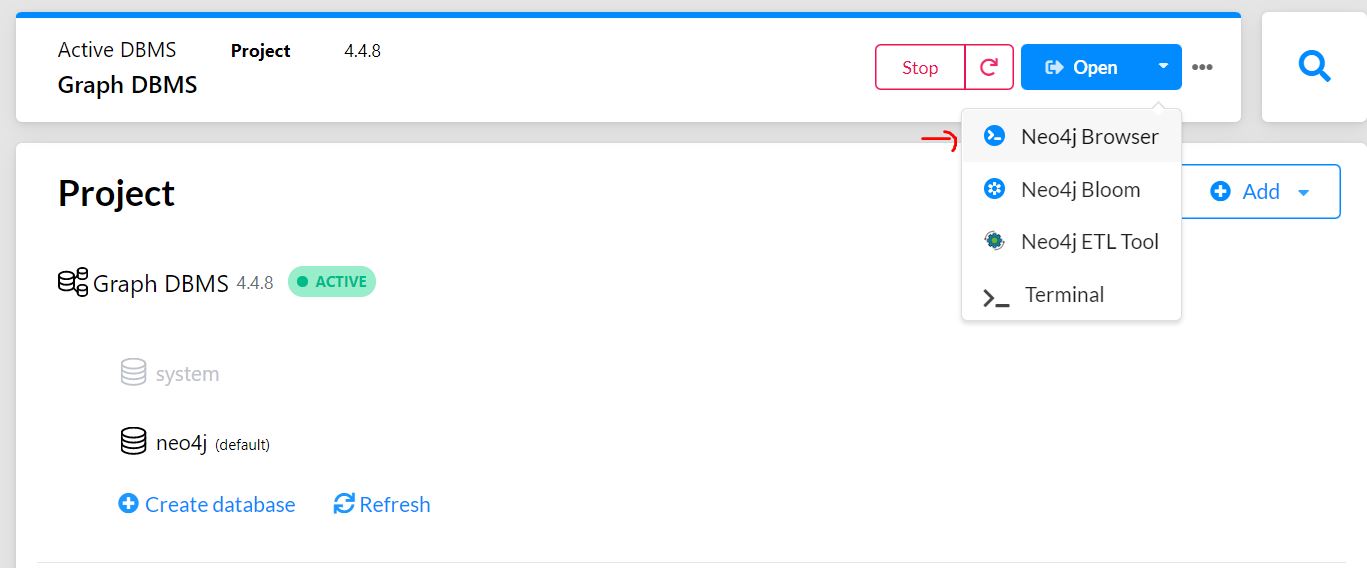 Active DBMS Project 4.4.8
Graph DBMS
Stop Open
Neo4j Browser
Neo4j Bloom
Neo4j ETL Tool
Terminal
Project
Add
Graph DBMS 4.4.8 ACTIVE
system
neo4j (default)
Create database Refresh